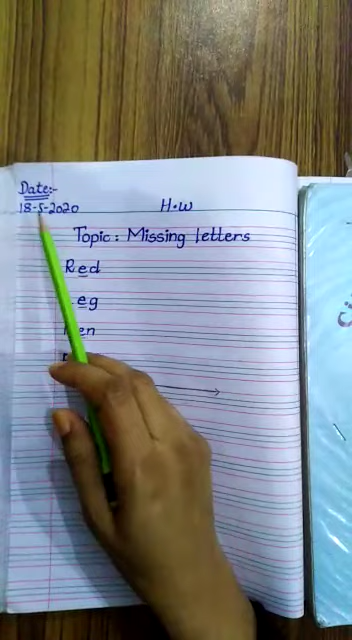 Date:-
18-5-2020
H.W
Topic: Missing letters
Red
eg
en